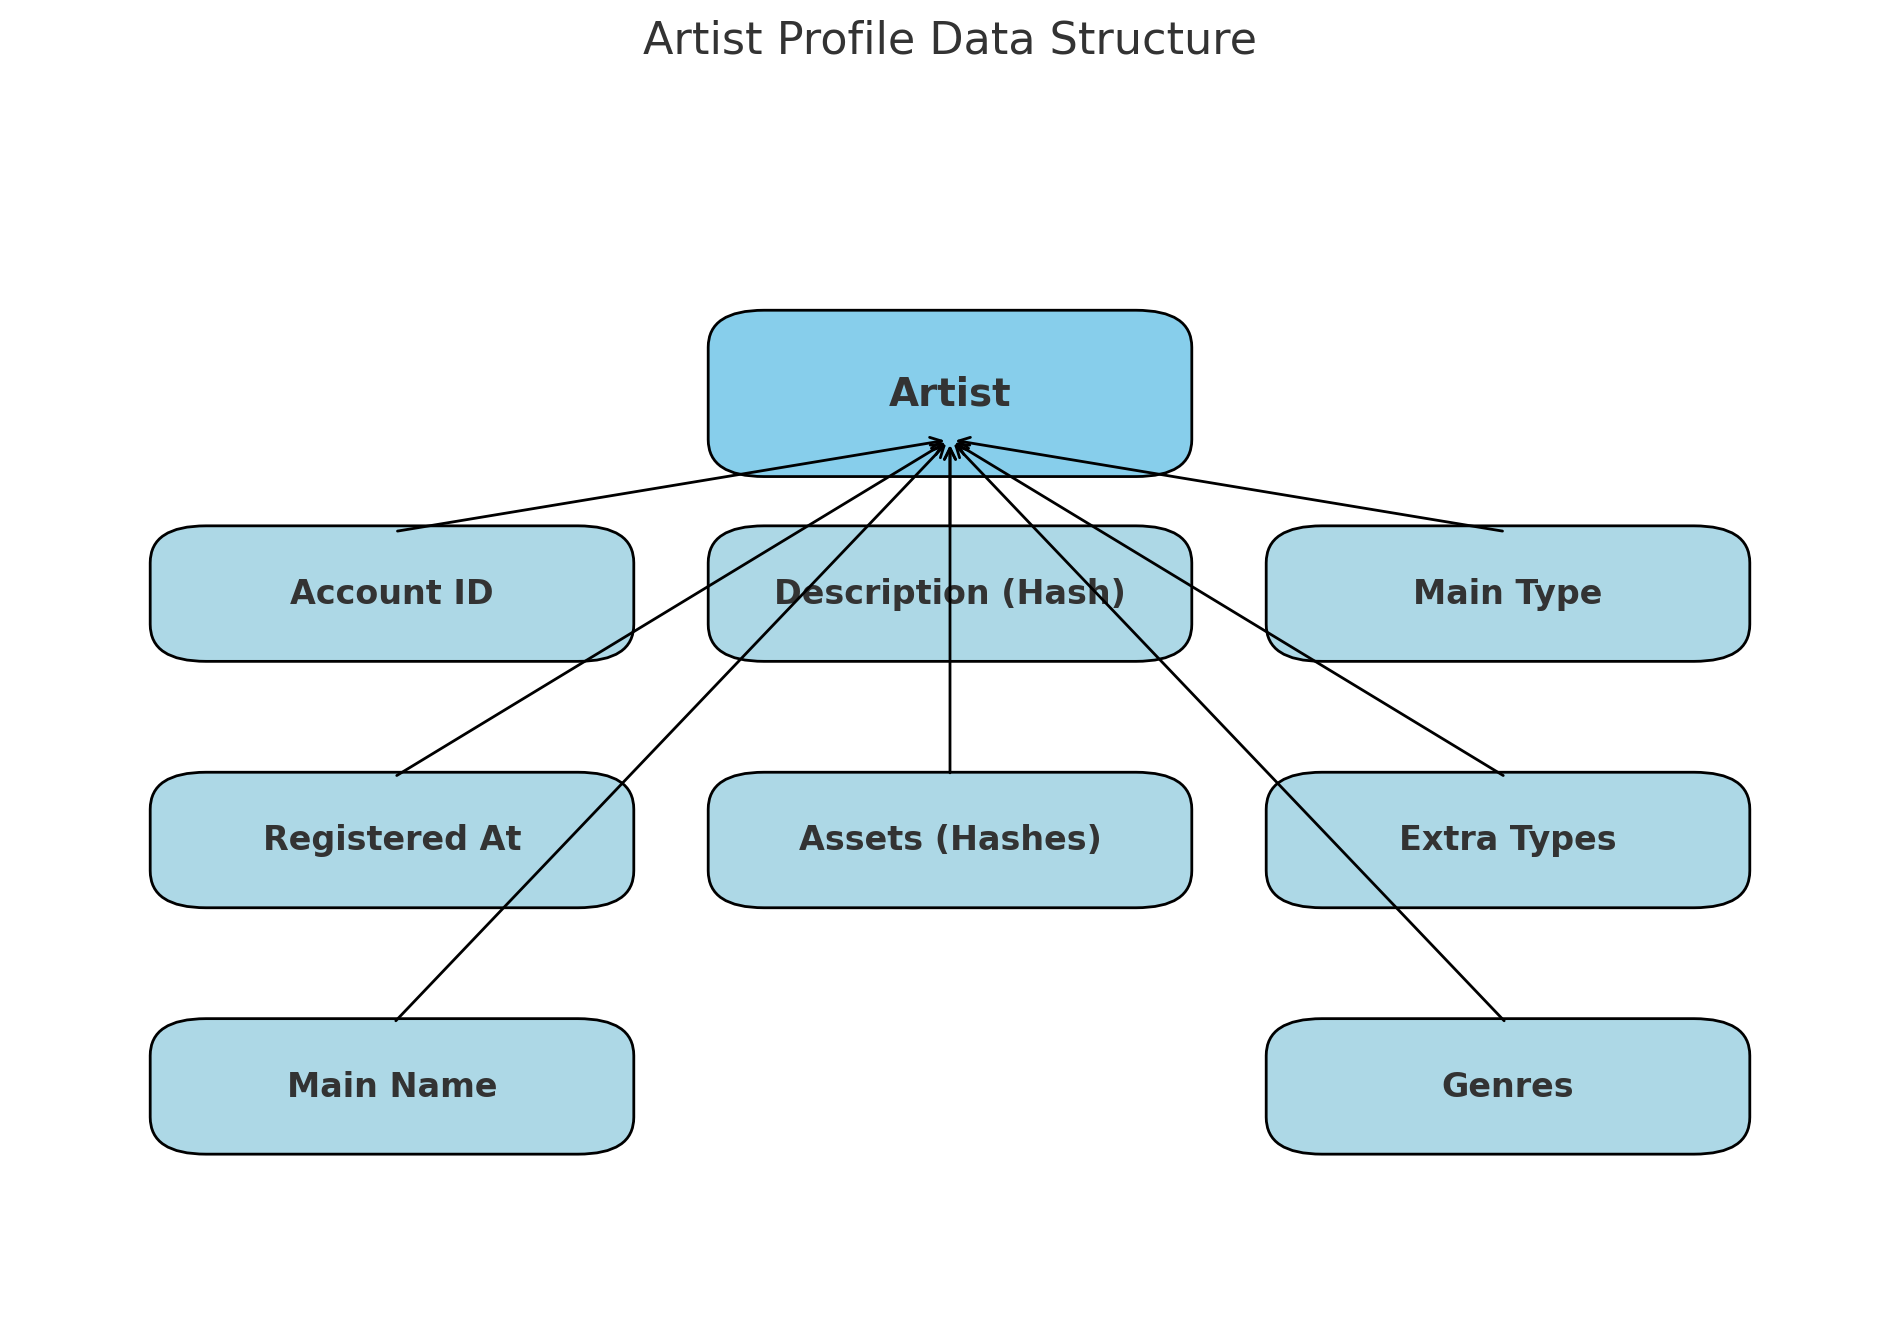 Artist Profile Data Structure
Artist
Account ID
Description (Hash)
Main Type
Registered At
Assets (Hashes)
Extra Types
Main Name
Genres